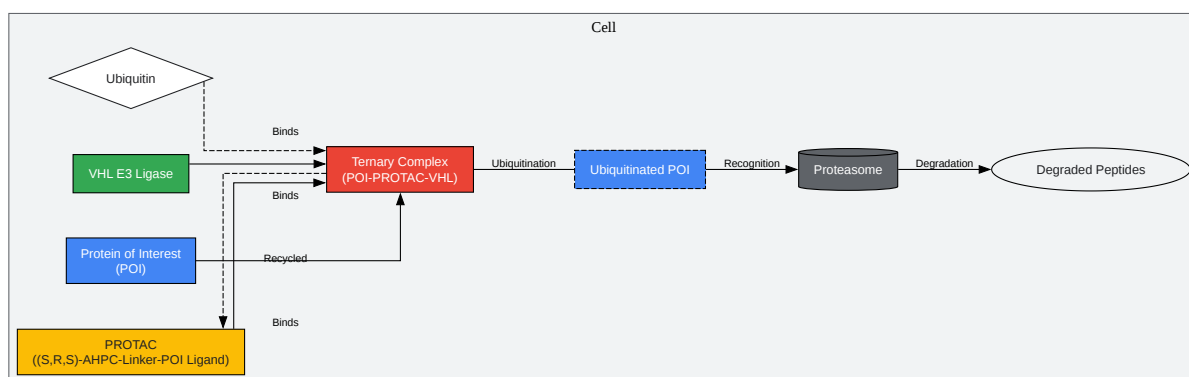 Cell
Ubiquitin
Binds
VHL E3 Ligase
Ternary Complex
(POI-PROTAC-VHL)
Ubiquitination
Ubiquitinated POI
Recognition
Proteasome
Degradation
Degraded Peptides
Binds
Protein of Interest
(POI)
Recycled
Binds
PROTAC
((S,R,S)-AHPC-Linker-POI Ligand)